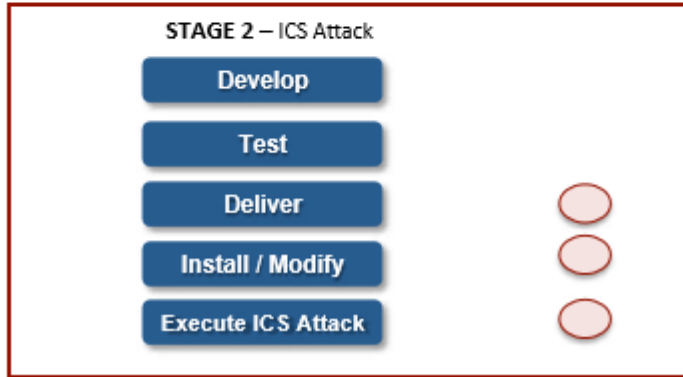 STAGE 2 – ICS Attack
Develop
Test
Deliver
Install / Modify
Execute ICS Attack